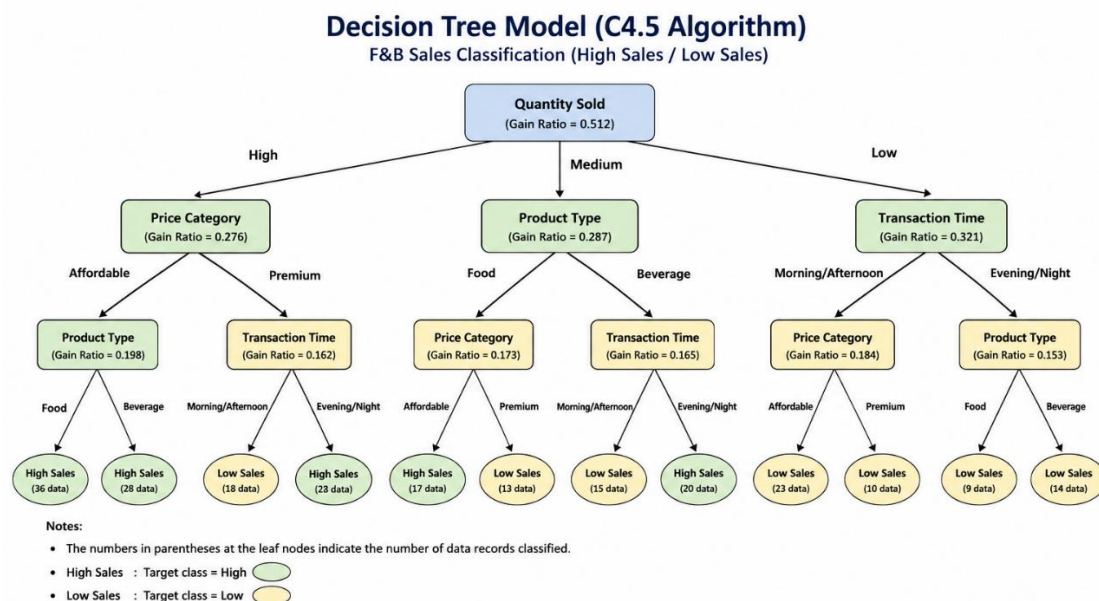 Decision Tree Model (C4.5 Algorithm)
F&B Sales Classification (High Sales / Low Sales)
Quantity Sold
(Gain Ratio = 0.512)
High
Medium
Low
Price Category
(Gain Ratio = 0.276)
Product Type
(Gain Ratio = 0.287)
Transaction Time
(Gain Ratio = 0.321)
Affordable
Premium
Food
Beverage
Morning/Afternoon
Evening/Night
Product Type
(Gain Ratio = 0.198)
Transaction Time
(Gain Ratio = 0.162)
Price Category
(Gain Ratio = 0.173)
Transaction Time
(Gain Ratio = 0.165)
Price Category
(Gain Ratio = 0.184)
Product Type
(Gain Ratio = 0.153)
Food
Beverage
Morning/Afternoon
Evening/Night
Affordable
Premium
Morning/Afternoon
Evening/Night
Affordable
Premium
Food
Beverage
High Sales
(36 data)
High Sales
(28 data)
Low Sales
(18 data)
High Sales
(23 data)
High Sales
(17 data)
Low Sales
(13 data)
Low Sales
(15 data)
High Sales
(20 data)
Low Sales
(23 data)
Low Sales
(10 data)
Low Sales
(9 data)
Low Sales
(14 data)
Notes:
• The numbers in parentheses at the leaf nodes indicate the number of data records classified.
• High Sales : Target class = High
• Low Sales : Target class = Low